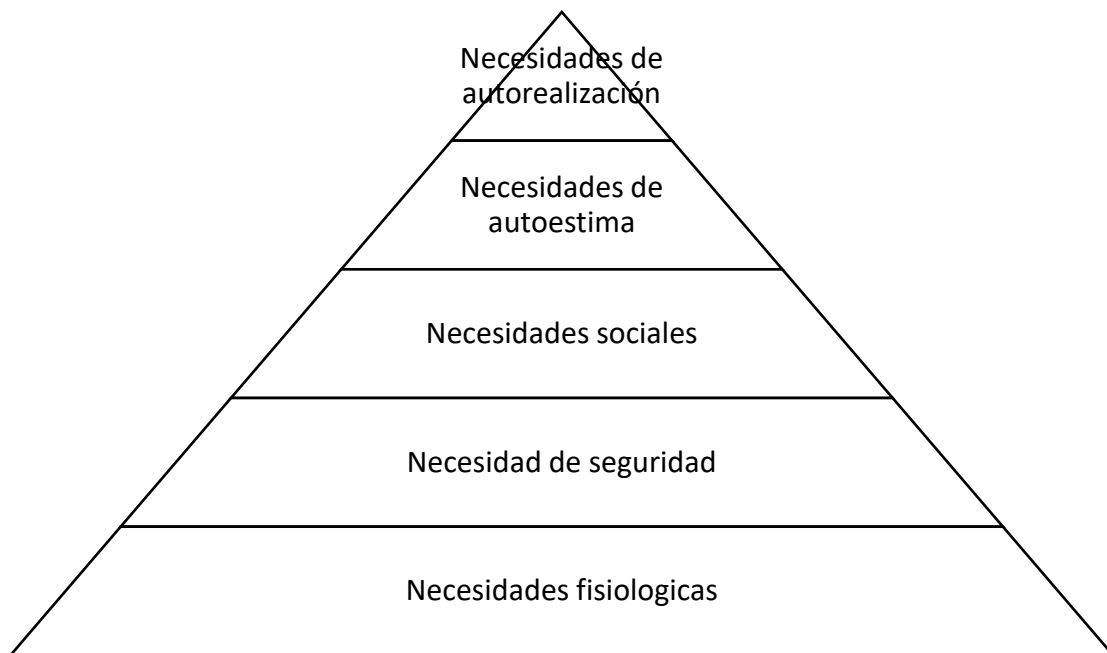 Necesidades de
autorealización
Necesidades de
autoestima
Necesidades sociales
Necesidad de seguridad
Necesidades fisiologicas